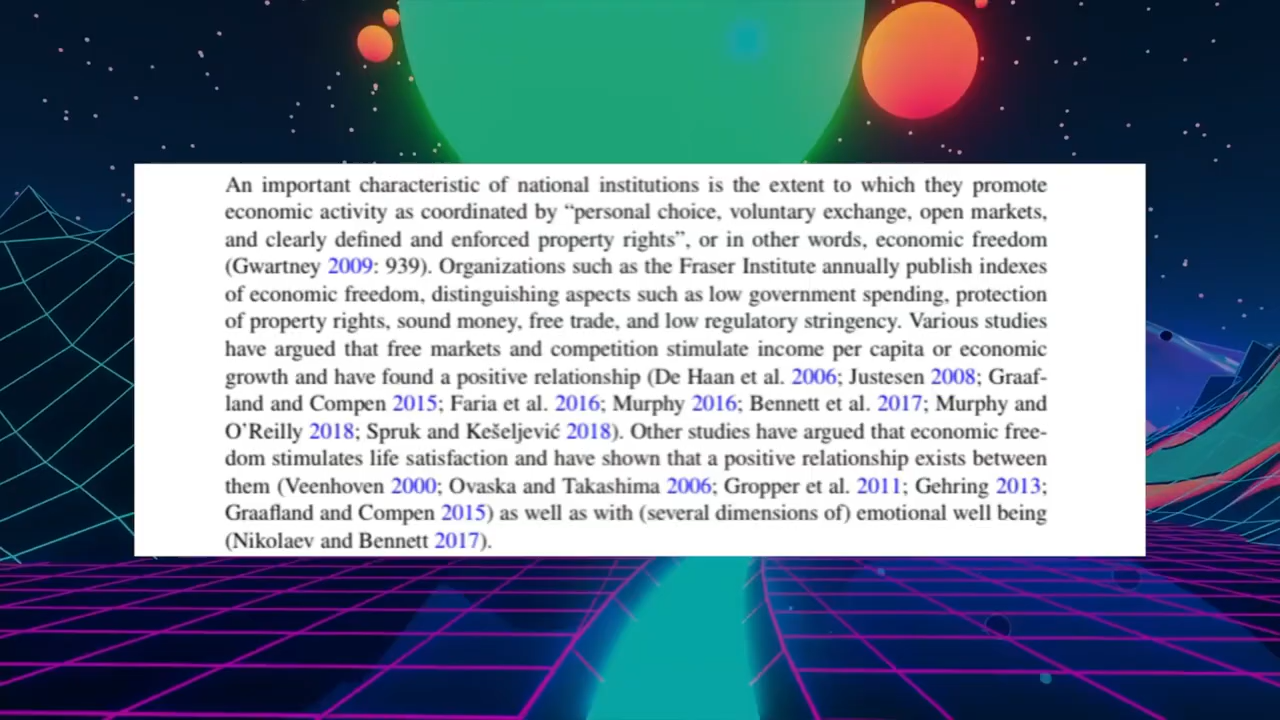 An important characteristic of national institutions is the extent to which they promote
economic activity as coordinated by “personal choice, voluntary exchange, open markets,
and clearly defined and enforced property rights”, or in other words, economic freedom
(Gwartney 2009: 939). Organizations such as the Fraser Institute annually publish indexes
of economic freedom, distinguishing aspects such as low government spending, protection
of property rights, sound money, free trade, and low regulatory stringency. Various studies
have argued that free markets and competition stimulate income per capita or economic
growth and have found a positive relationship (De Haan et al. 2006; Justesen 2008; Graaf-
land and Compen 2015; Faria et al. 2016; Murphy 2016; Bennett et al. 2017; Murphy and
O’Reilly 2018; Spruk and Kešeljević 2018). Other studies have argued that economic free-
dom stimulates life satisfaction and have shown that a positive relationship exists between
them (Veenhoven 2000; Ovaska and Takashima 2006; Gropper et al. 2011; Gehring 2013;
Graafland and Compen 2015) as well as with (several dimensions of) emotional well being
(Nikolaev and Bennett 2017).